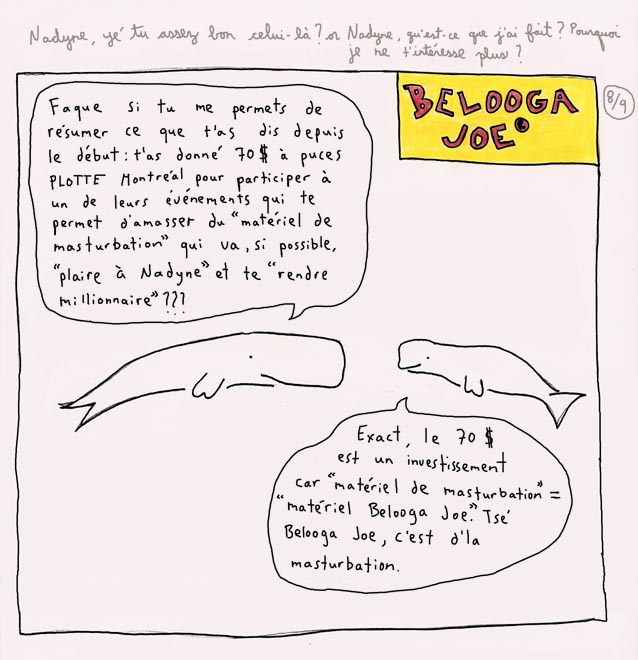 Nadyne, yé tu assez bon celui-là? or Nadyne, qu'est-ce que j'ai fait? Pourquoi
je ne t'intéresse plus?
8/9
BELOOGA
JOE
Faque si tu me permets de
résumer ce que t'as dis depuis
le début: t'as donné 70$ à puces
PLOTTE Montréal pour participer à
un de leurs événements qui te
permet d'amasser du "matériel de
masturbation" qui va, si possible,
"plaire à Nadyne" et te "rendre
millionnaire"???
Exact, le 70 $
est un investissement
car "matériel de masturbation" =
"matériel Belooga Joe." Tsé
Belooga Joe, c'est d'la
masturbation.